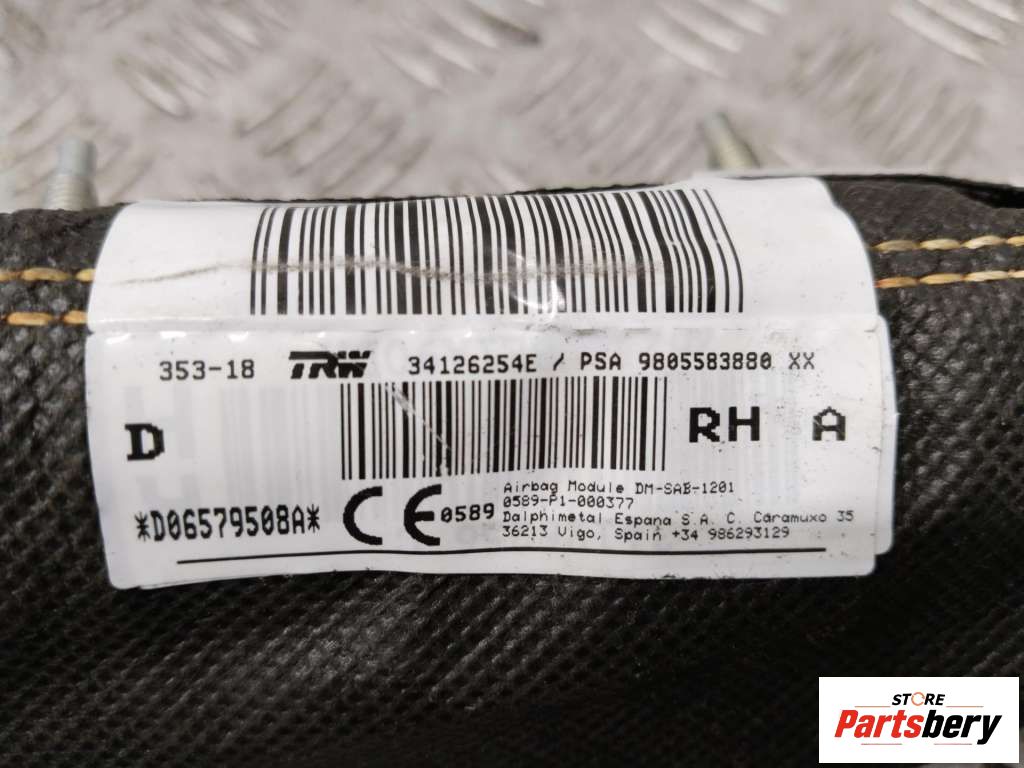 353-18 TRW 34126254E / PSA 9805583880 XX
D RH A
*D06579508A* CE 0589
Airbag Module DM-SAB-1201
0589-P1-000377
Dalphimetal Espana S.A. C. Caramuxo 35
36213 Vigo, Spain +34 986293129
STORE
Partsbery